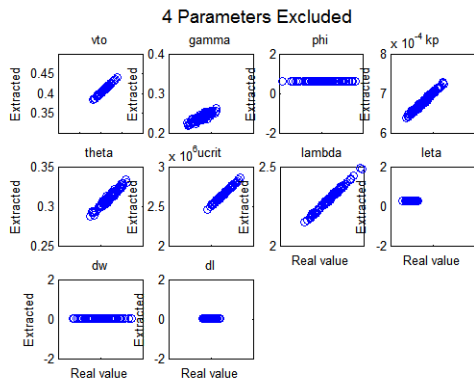 4 Parameters Excluded
vto
gamma
phi
x 10⁻⁴ kp
Extracted
0.45
0.4
0.35
Extracted
0.4
0.3
0.2
Extracted
2
0
-2
Extracted
8
7
6
theta
x 10⁶ ucrit
lambda
leta
Extracted
0.35
0.3
0.25
Extracted
3
2.5
2
Extracted
2.5
2
Extracted
2
0
-2
Real value
Real value
dw
dl
Extracted
2
0
-2
Extracted
2
0
-2
Real value
Real value